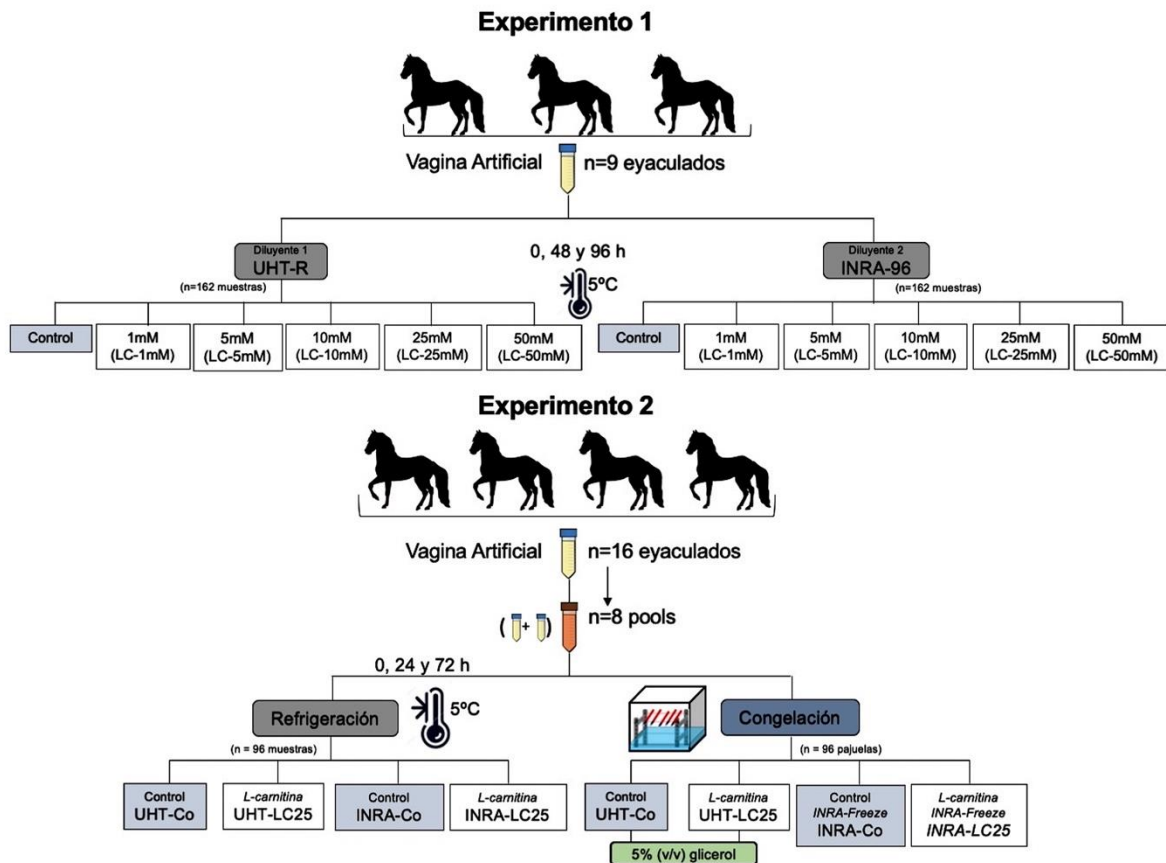 Experimento 1
Vagina Artificial
n=9 eyaculados
Diluyente 1
UHT-R
0, 48 y 96 h
Diluyente 2
INRA-96
(n=162 muestras)
5ºC
(n=162 muestras)
Control
1mM
(LC-1mM)
5mM
(LC-5mM)
10mM
(LC-10mM)
25mM
(LC-25mM)
50mM
(LC-50mM)
Control
1mM
(LC-1mM)
5mM
(LC-5mM)
10mM
(LC-10mM)
25mM
(LC-25mM)
50mM
(LC-50mM)
Experimento 2
Vagina Artificial
n=16 eyaculados
n=8 pools
( + )
0, 24 y 72 h
Refrigeración
5ºC
Congelación
(n = 96 muestras)
(n = 96 pajuelas)
Control
UHT-Co
L-carnitina
UHT-LC25
Control
INRA-Co
L-carnitina
INRA-LC25
Control
UHT-Co
L-carnitina
UHT-LC25
Control
INRA-Freeze
INRA-Co
L-carnitina
INRA-Freeze
INRA-LC25
5% (v/v) glicerol